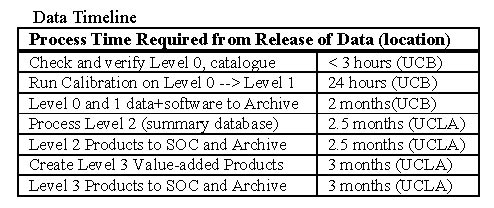 Data Timeline
Process Time Required from Release of Data (location)
Check and verify Level 0, catalogue < 3 hours (UCB)
Run Calibration on Level 0 --> Level 1 24 hours (UCB)
Level 0 and 1 data+software to Archive 2 months(UCB)
Process Level 2 (summary database) 2.5 months (UCLA)
Level 2 Products to SOC and Archive 2.5 months (UCLA)
Create Level 3 Value-added Products 3 months (UCLA)
Level 3 Products to SOC and Archive 3 months (UCLA)